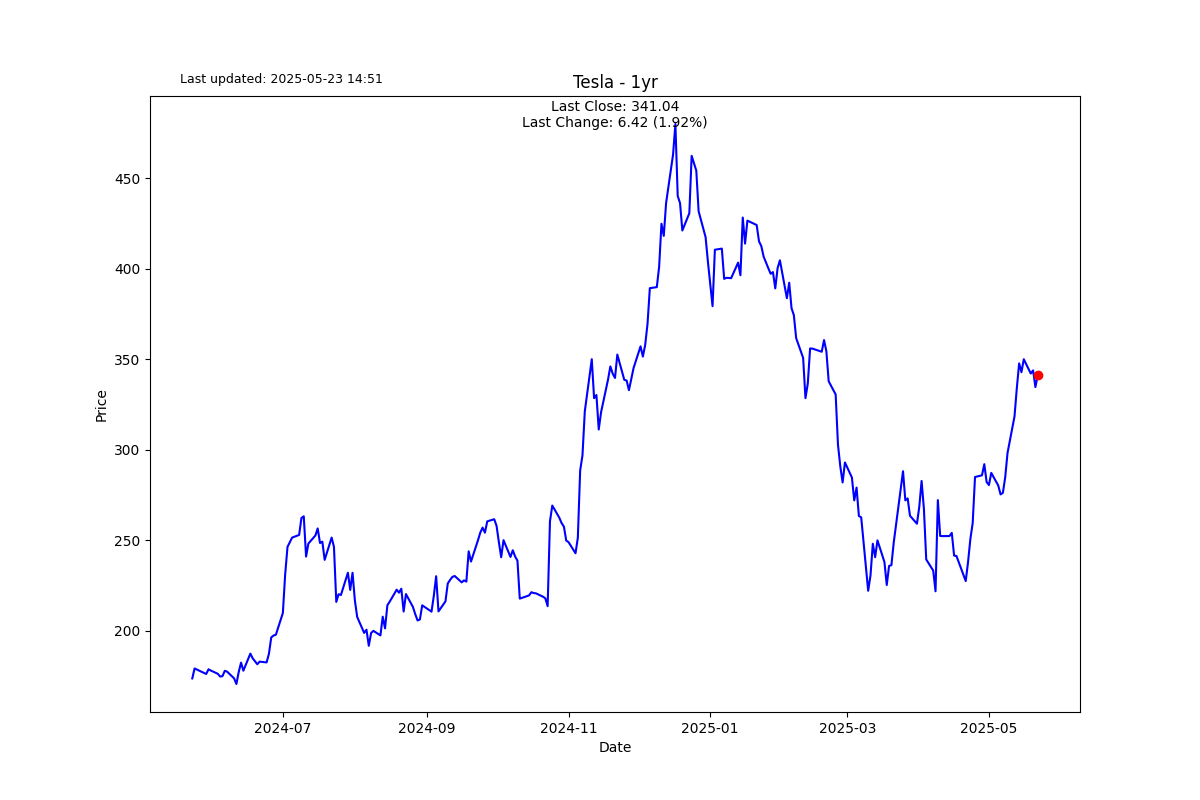 Last updated: 2025-05-23 14:51
Tesla - 1yr
Last Close: 341.04
Last Change: 6.42 (1.92%)
450
400
350
300
250
200
Price
2024-07
2024-09
2024-11
2025-01
2025-03
2025-05
Date